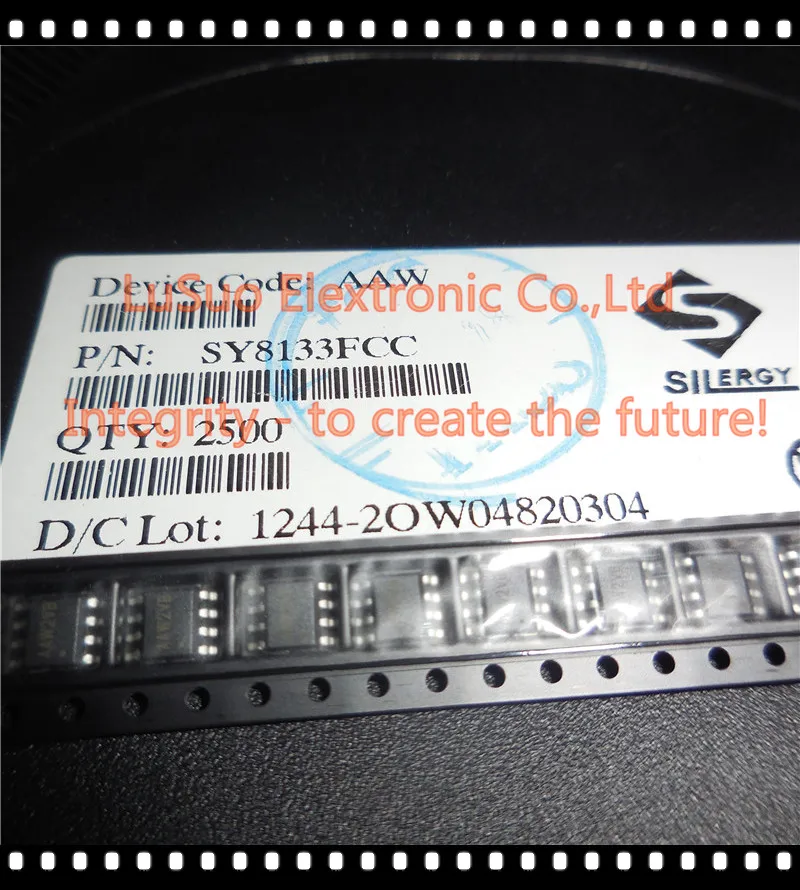 Device Code: AAW
LuSuo Elextronic Co.,Ltd
P/N: SY8133FCC
SILERGY
Integrity - to create the future!
QTY: 2500
D/C Lot: 1244-2OW04820304